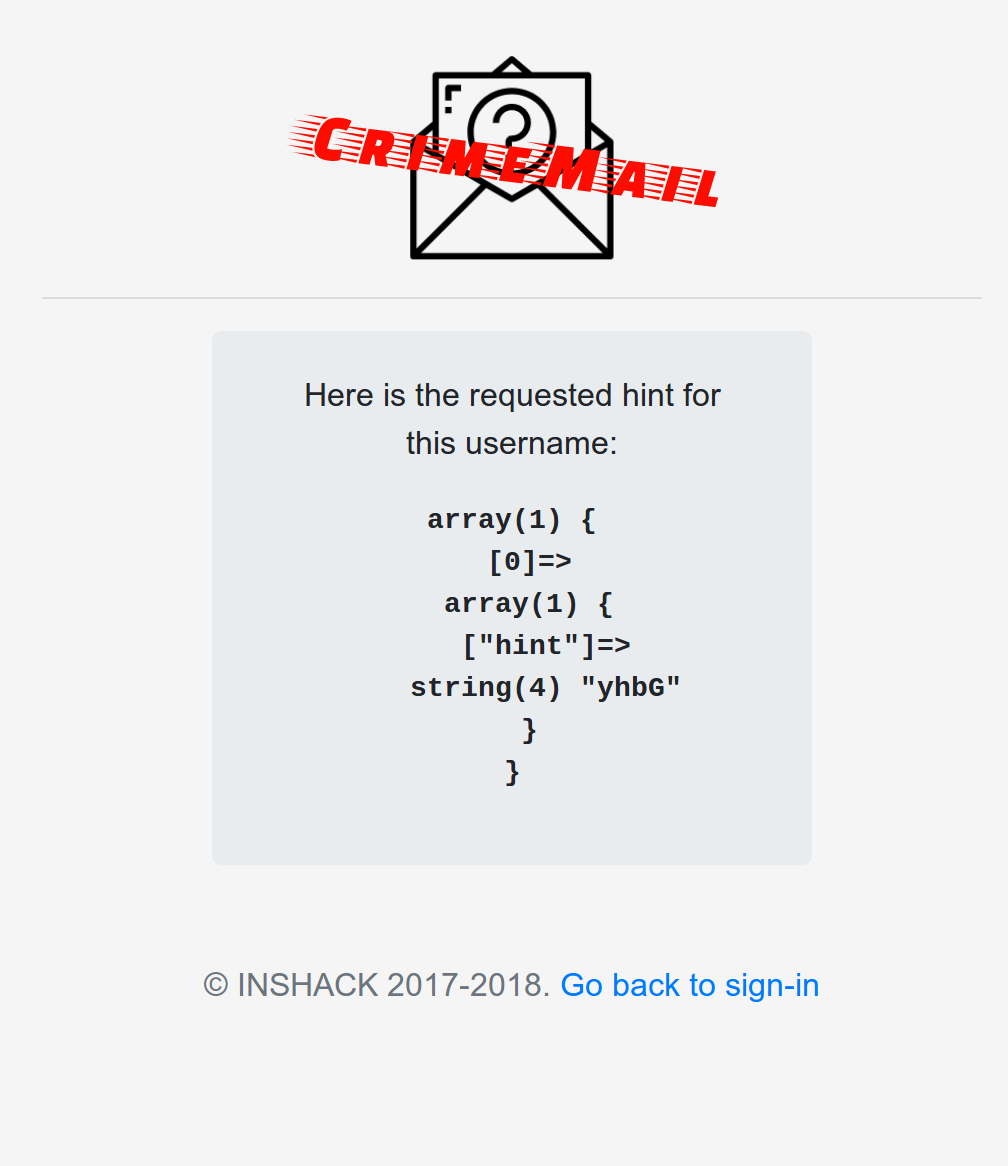 CrimeMail
Here is the requested hint for
this username:
array(1) {
[0]=>
array(1) {
["hint"]=>
string(4) "yhbG"
}
}
© INSHACK 2017-2018. Go back to sign-in